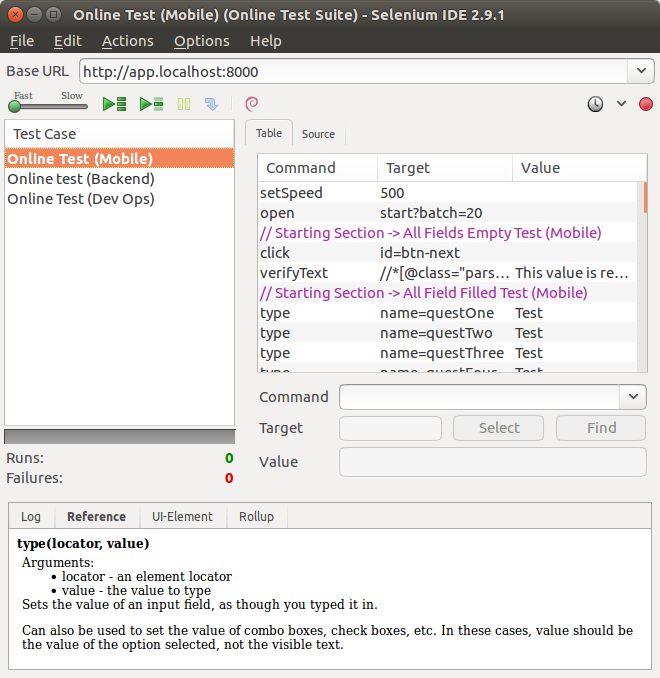 Online Test (Mobile) (Online Test Suite) - Selenium IDE 2.9.1
File Edit Actions Options Help
Base URL http://app.localhost:8000
Fast Slow
Test Case
Online Test (Mobile)
Online test (Backend)
Online Test (Dev Ops)
Runs: 0
Failures: 0
Table Source
Command Target Value
setSpeed 500
open start?batch=20
// Starting Section -> All Fields Empty Test (Mobile)
click id=btn-next
verifyText //*[@class="pars... This value is re...
// Starting Section -> All Field Filled Test (Mobile)
type name=questOne Test
type name=questTwo Test
type name=questThree Test
type name=questFour Test
Command
Target Select Find
Value
Log Reference UI-Element Rollup
type(locator, value)
Arguments:
• locator - an element locator
• value - the value to type
Sets the value of an input field, as though you typed it in.
Can also be used to set the value of combo boxes, check boxes, etc. In these cases, value should be
the value of the option selected, not the visible text.